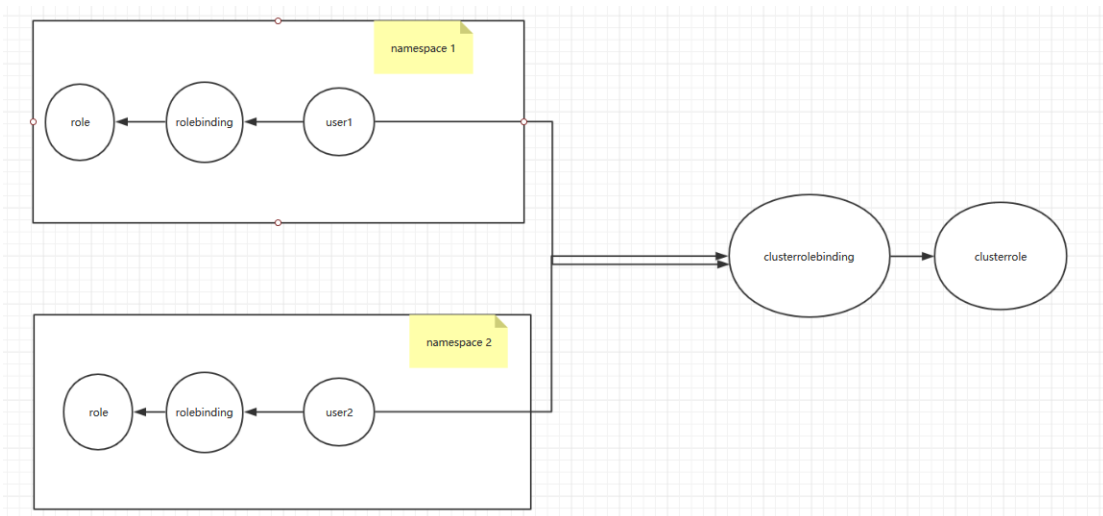 namespace 1
role
rolebinding
user1
clusterrolebinding
clusterrole
namespace 2
role
rolebinding
user2